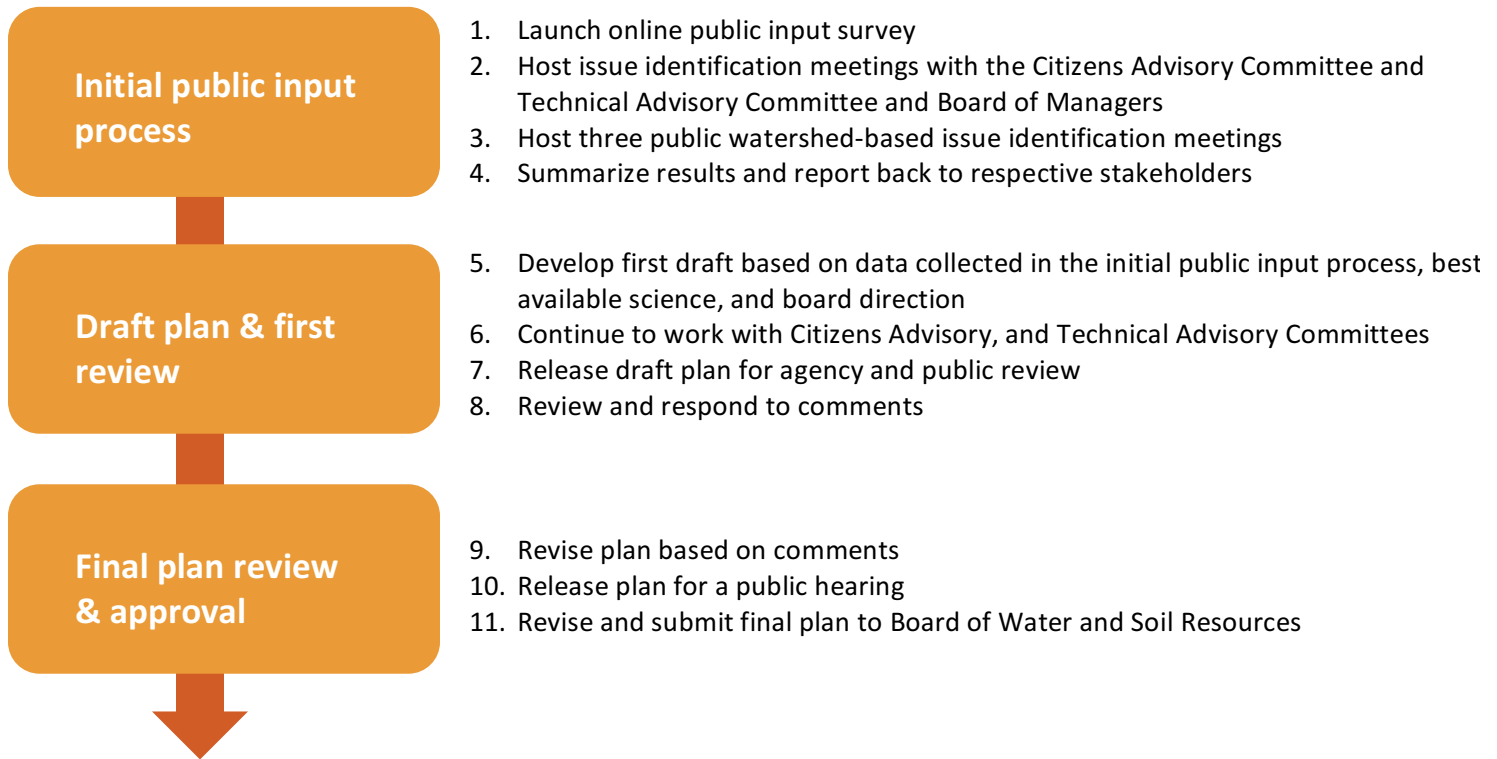 Initial public input
process
1. Launch online public input survey
2. Host issue identification meetings with the Citizens Advisory Committee and
Technical Advisory Committee and Board of Managers
3. Host three public watershed-based issue identification meetings
4. Summarize results and report back to respective stakeholders
Draft plan & first
review
5. Develop first draft based on data collected in the initial public input process, best
available science, and board direction
6. Continue to work with Citizens Advisory, and Technical Advisory Committees
7. Release draft plan for agency and public review
8. Review and respond to comments
Final plan review
& approval
9. Revise plan based on comments
10. Release plan for a public hearing
11. Revise and submit final plan to Board of Water and Soil Resources